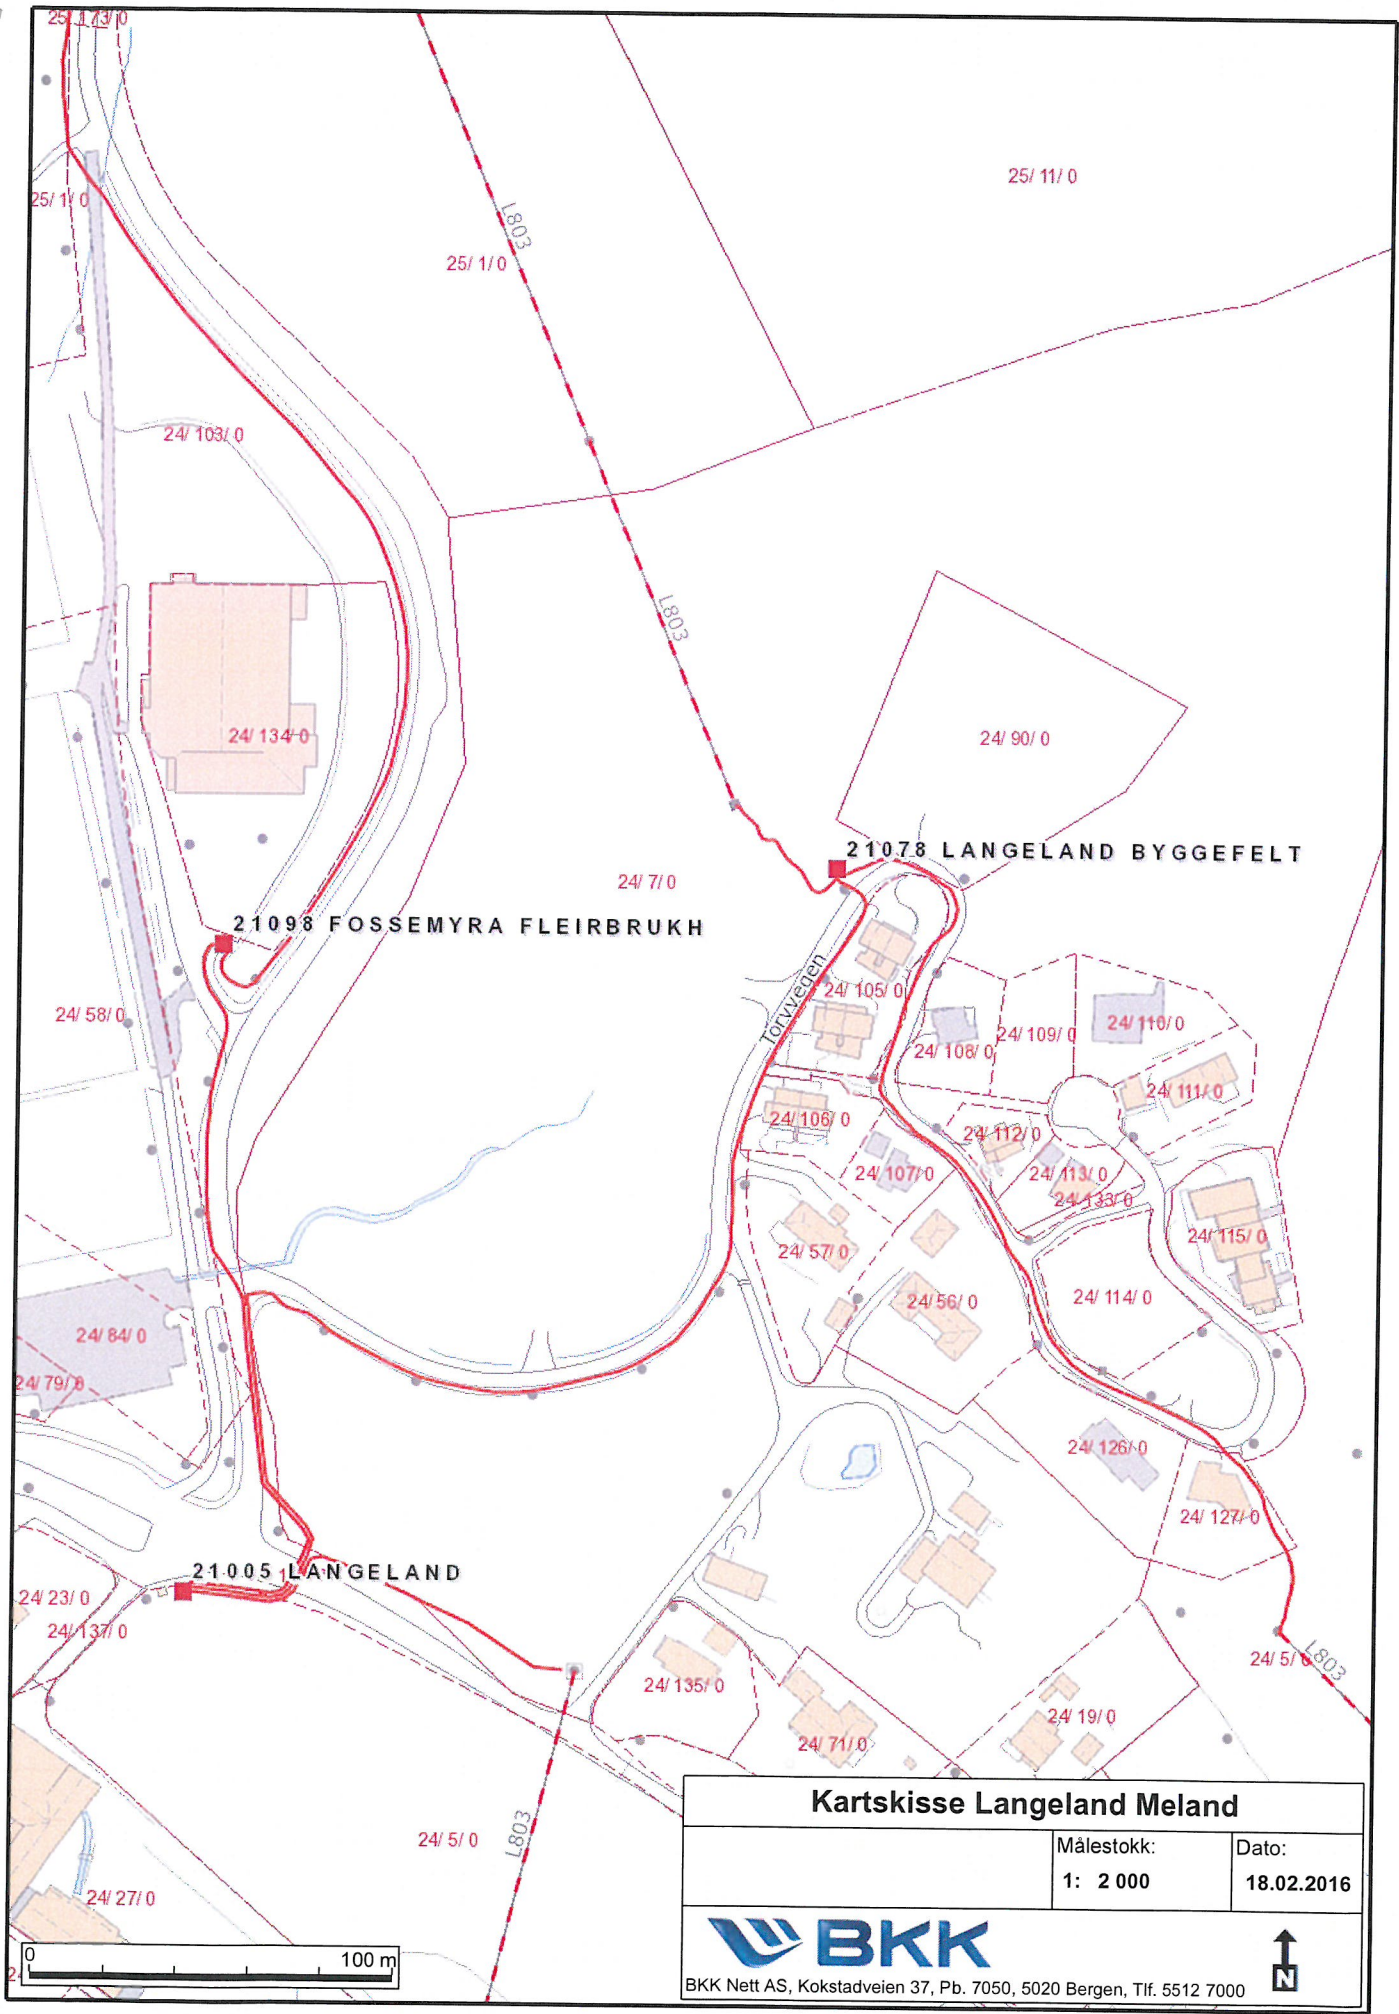 25/ 173/ 0
25/ 1/ 0
25/ 11/ 0
L803
25/ 1/ 0
24/ 103/ 0
L803
24/ 134/ 0
24/ 90/ 0
21078 LANGELAND BYGGEFELT
24/ 7/ 0
21098 FOSSEMYRA FLEIRBRUKH
Torvvegen
24/ 105/ 0
24/ 58/ 0
24/ 108/ 0
24/ 109/ 0
24/ 110/ 0
24/ 111/ 0
24/ 106/ 0
24/ 112/ 0
24/ 107/ 0
24/ 113/ 0
24/ 133/ 0
24/ 57/ 0
24/ 115/ 0
24/ 56/ 0
24/ 114/ 0
24/ 84/ 0
24/ 79/ 0
24/ 126/ 0
24/ 127/ 0
21005 LANGELAND
24/ 23/ 0
24/ 137/ 0
24/ 5/ 0
L803
24/ 135/ 0
24/ 19/ 0
24/ 71/ 0
24/ 5/ 0
L803
24/ 27/ 0
Kartskisse Langeland Meland
Målestokk:
1: 2 000
Dato:
18.02.2016
BKK
N
BKK Nett AS, Kokstadveien 37, Pb. 7050, 5020 Bergen, Tlf. 5512 7000
0
100 m